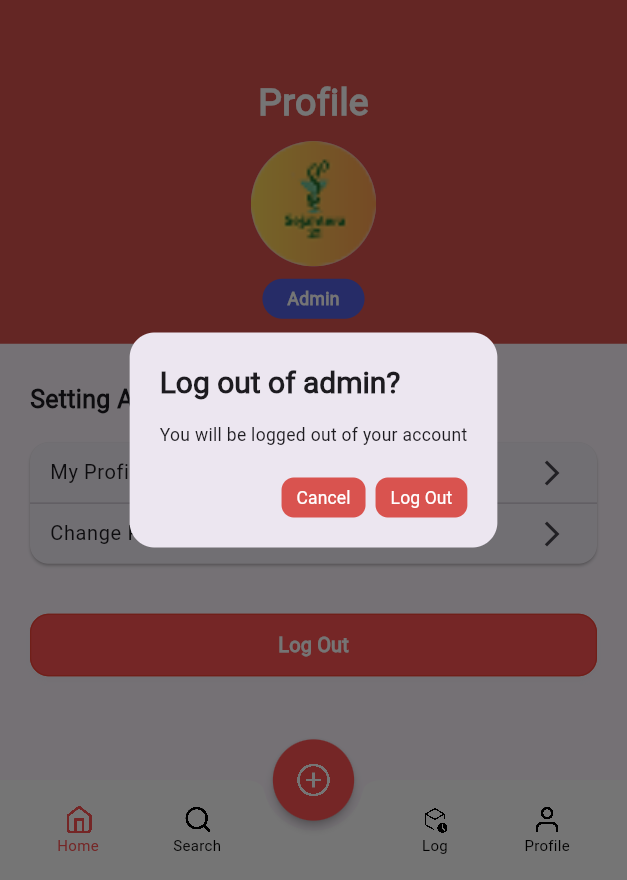 Profile
Admin
Log out of admin?
You will be logged out of your account
Cancel
Log Out
Setting A
My Profi
Change
Log Out
Home
Search
Log
Profile